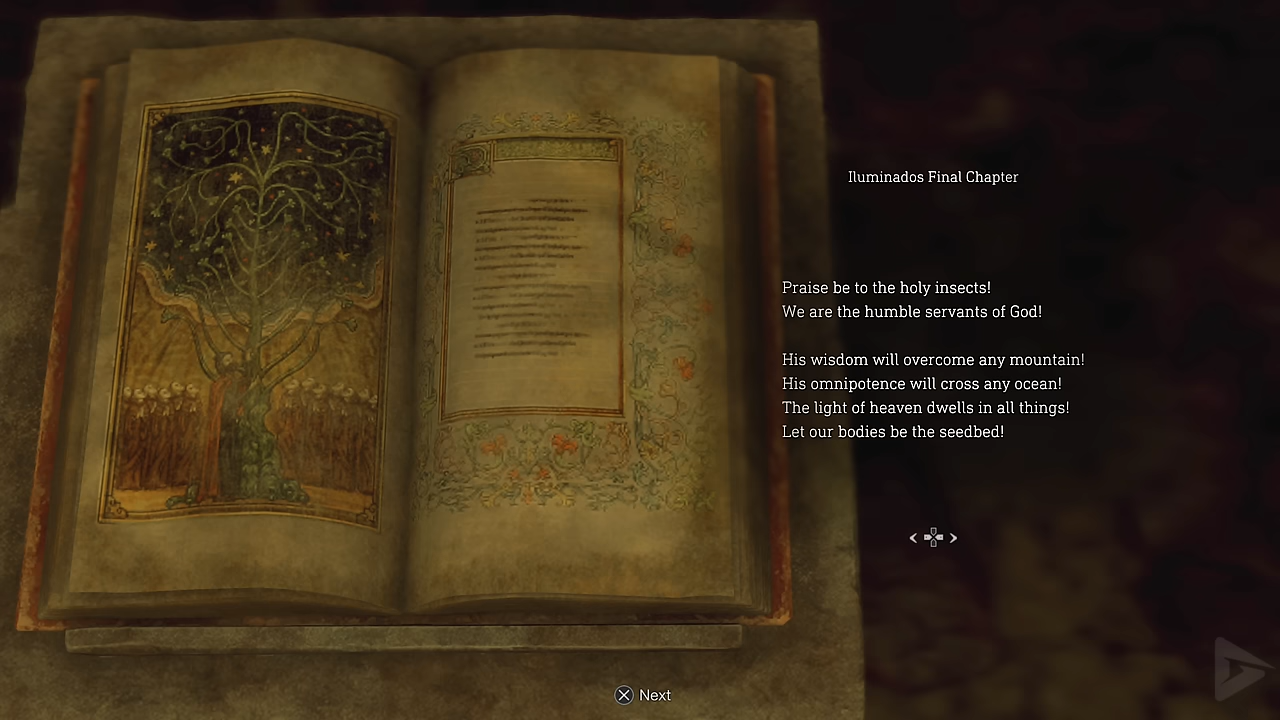 Iluminados Final Chapter
Praise be to the holy insects!
We are the humble servants of God!
His wisdom will overcome any mountain!
His omnipotence will cross any ocean!
The light of heaven dwells in all things!
Let our bodies be the seedbed!
Next